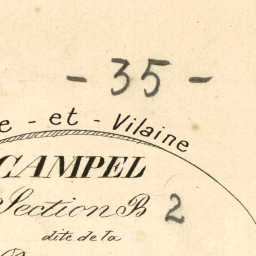 - 35 -
e - et - Vilaine
CAMPEL
Section B 2
dite de la